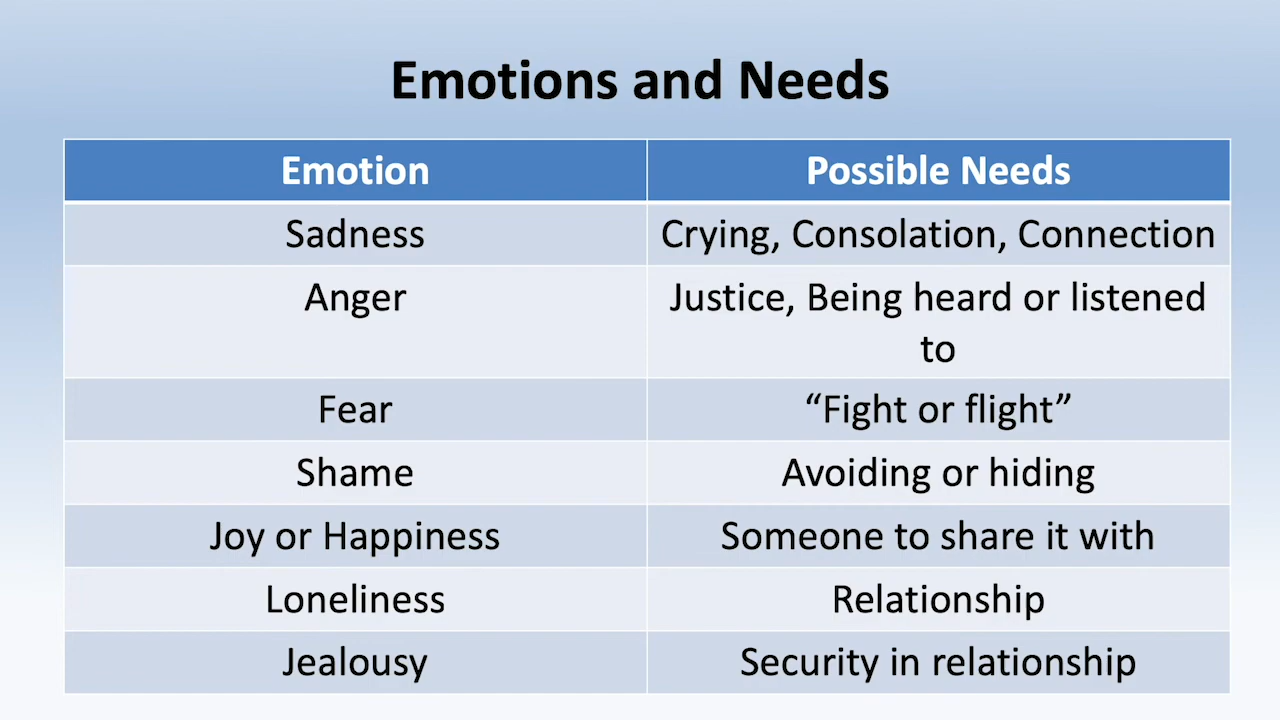 Emotions and Needs
Emotion Possible Needs
Sadness Crying, Consolation, Connection
Anger Justice, Being heard or listened
to
Fear “Fight or flight”
Shame Avoiding or hiding
Joy or Happiness Someone to share it with
Loneliness Relationship
Jealousy Security in relationship